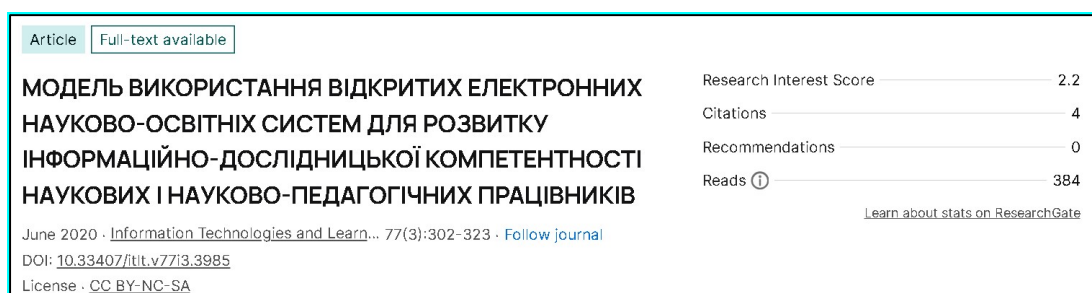 Article Full-text available
МОДЕЛЬ ВИКОРИСТАННЯ ВІДКРИТИХ ЕЛЕКТРОННИХ
НАУКОВО-ОСВІТНІХ СИСТЕМ ДЛЯ РОЗВИТКУ
ІНФОРМАЦІЙНО-ДОСЛІДНИЦЬКОЇ КОМПЕТЕНТНОСТІ
НАУКОВИХ І НАУКОВО-ПЕДАГОГІЧНИХ ПРАЦІВНИКІВ
June 2020 · Information Technologies and Learn... 77(3):302-323 · Follow journal
DOI: 10.33407/itlt.v77i3.3985
License · CC BY-NC-SA
Research Interest Score 2.2
Citations 4
Recommendations 0
Reads 384
Learn about stats on ResearchGate